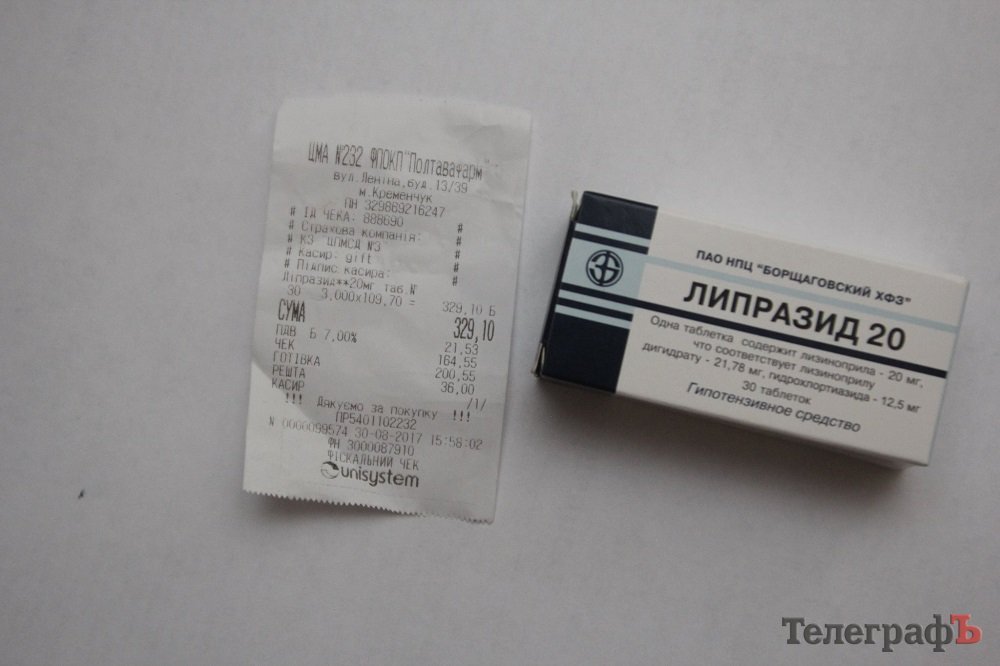 ЦМА №232 ФПОКП"Полтавафарм"
вул.Леніна,буд.13/39
м.Кременчук
ПН 329869216247
# ІД ЧЕКА: 888690 #
# Страхова компанія: #
# КЗ "ЦПМСД №3" #
# Касир: gift #
# Підпис касира: #
Ліпразид**20мг таб.N
30 3,000x109,70 = 329,10 Б
СУМА 329,10
ПДВ Б 7,00% 21,53
ЧЕК 164,55
ГОТІВКА 200,55
РЕШТА 36,00
КАСИР /1/
!!! Дякуємо за покупку !!!
ПР5401102232
N 0000099574 30-08-2017 15:58:02
ФН 3000087910
ФІСКАЛЬНИЙ ЧЕК
unisystem
ПАО НПЦ "БОРЩАГОВСКИЙ ХФЗ"
ЛИПРАЗИД 20
Одна таблетка содержит лизиноприла - 20 мг,
что соответствует лизиноприлу
дигидрату - 21,78 мг, гидрохлортиазида - 12,5 мг
30 таблеток
Гипотензивное средство
ТелеграфЪ